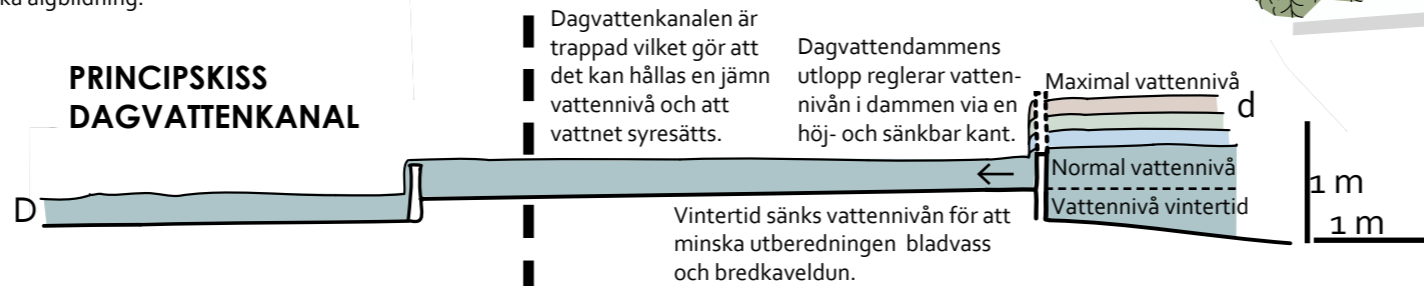 ka algbildning.
PRINCIPSKISS
DAGVATTENKANAL
Dagvattenkanalen är
trappad vilket gör att
det kan hållas en jämn
vattennivå och att
vattnet syresätts.
Dagvattendammens
utlopp reglerar vatten-
nivån i dammen via en
höj- och sänkbar kant.
Maximal vattennivå
d
Normal vattennivå
Vattennivå vintertid
1 m
1 m
D
Vintertid sänks vattennivån för att
minska utberedningen bladvass
och bredkaveldun.